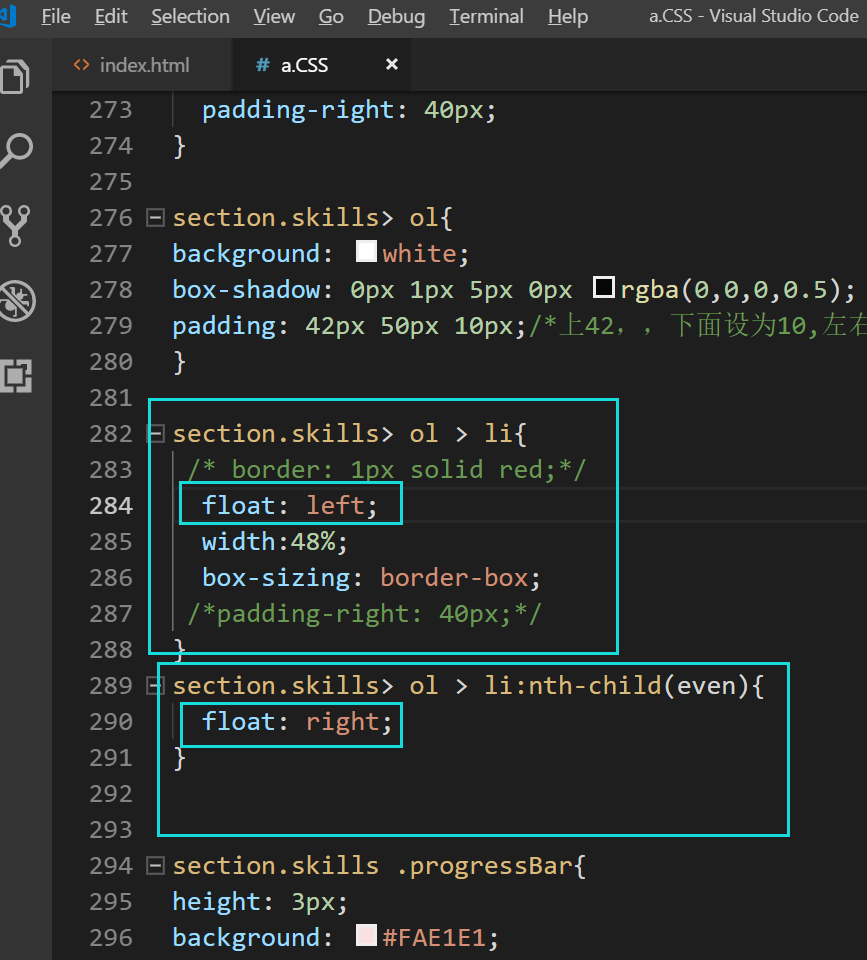 File Edit Selection View Go Debug Terminal Help a.CSS - Visual Studio Code
<> index.html # a.CSS ×
273 padding-right: 40px;
274 }
275
276 section.skills> ol{
277 background: white;
278 box-shadow: 0px 1px 5px 0px rgba(0,0,0,0.5);
279 padding: 42px 50px 10px;/*上42，，下面设为10,左右
280 }
281
282 section.skills> ol > li{
283 /* border: 1px solid red;*/
284 float: left;
285 width:48%;
286 box-sizing: border-box;
287 /*padding-right: 40px;*/
288 }
289 section.skills> ol > li:nth-child(even){
290 float: right;
291 }
292
293
294 section.skills .progressBar{
295 height: 3px;
296 background: #FAE1E1;